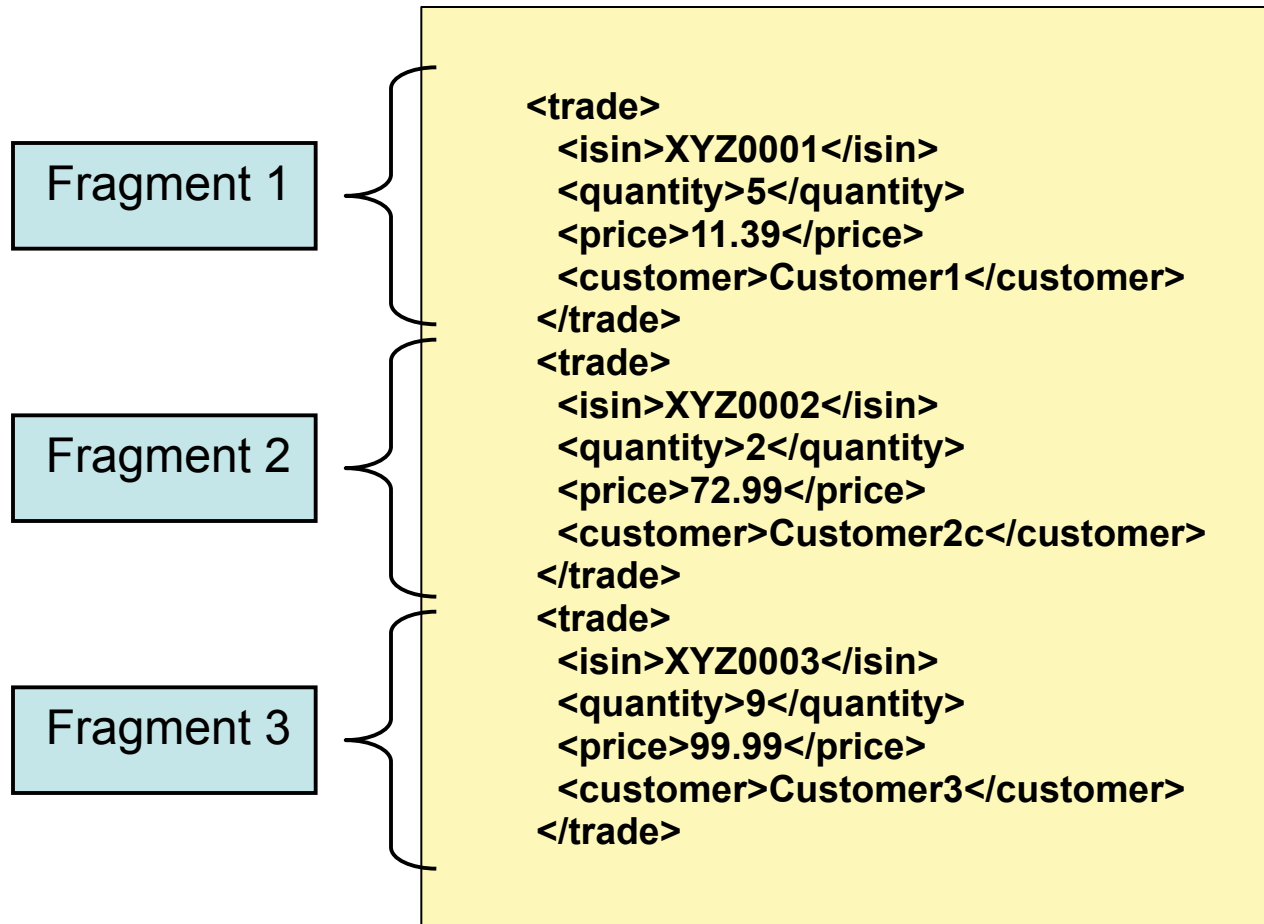 Fragment 1
<trade>
<isin>XYZ0001</isin>
<quantity>5</quantity>
<price>11.39</price>
<customer>Customer1</customer>
</trade>
Fragment 2
<trade>
<isin>XYZ0002</isin>
<quantity>2</quantity>
<price>72.99</price>
<customer>Customer2c</customer>
</trade>
Fragment 3
<trade>
<isin>XYZ0003</isin>
<quantity>9</quantity>
<price>99.99</price>
<customer>Customer3</customer>
</trade>